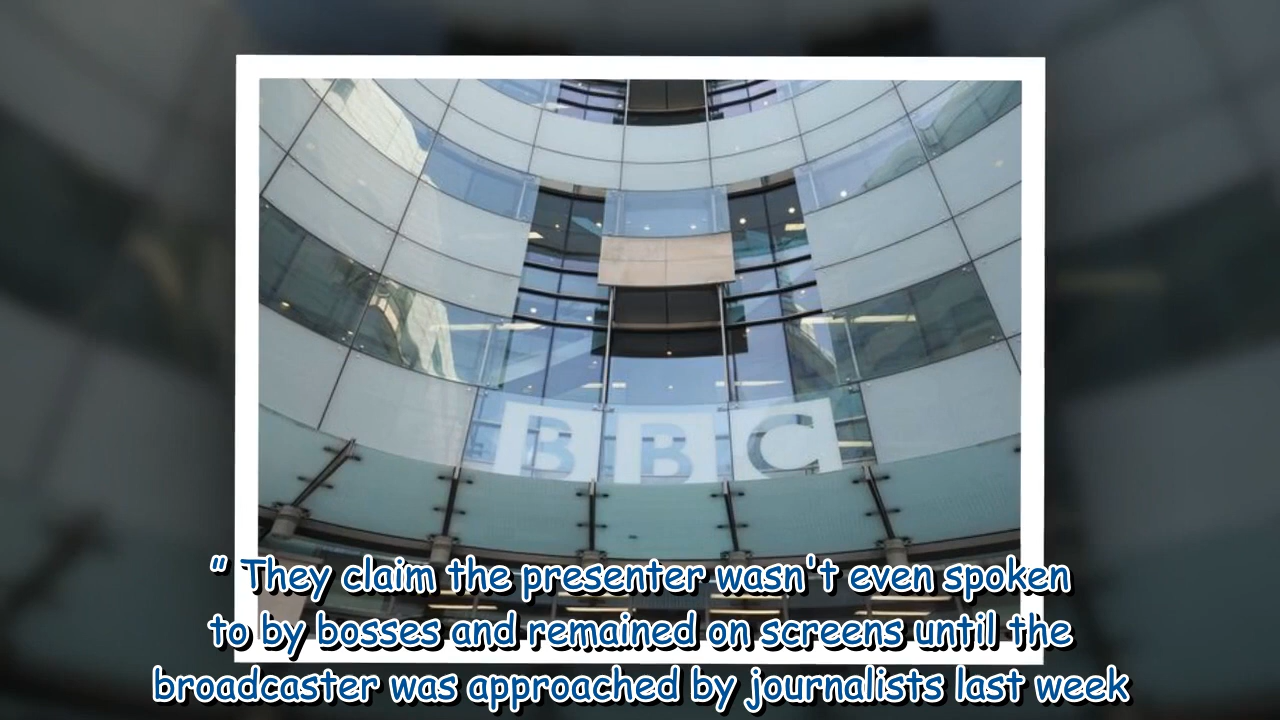 BBC
” They claim the presenter wasn't even spoken
to by bosses and remained on screens until the
broadcaster was approached by journalists last week